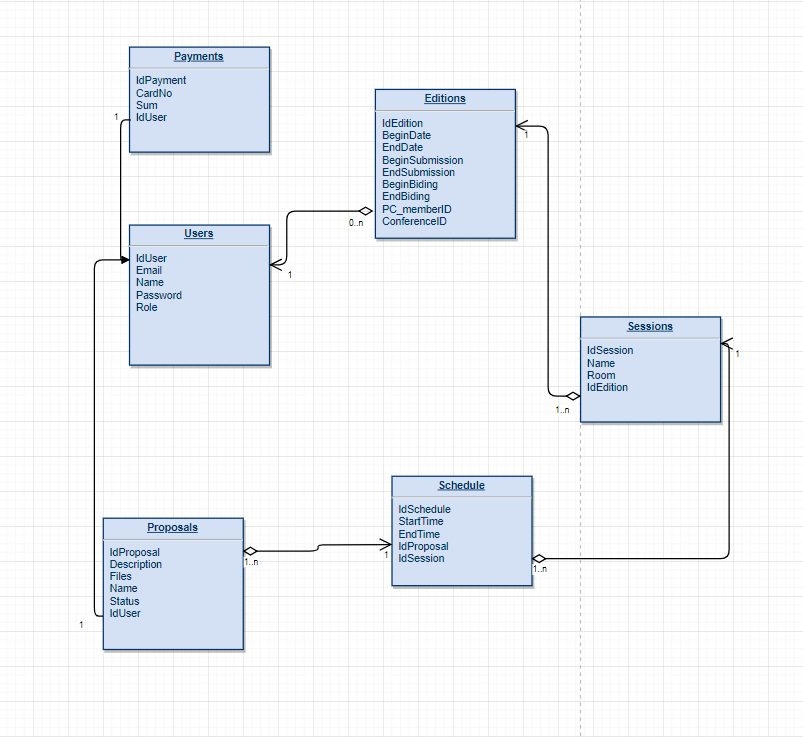 Payments
IdPayment
CardNo
Sum
IdUser
1
Editions
IdEdition
BeginDate
EndDate
BeginSubmission
EndSubmission
BeginBiding
EndBiding
PC_memberID
ConferenceID
1
0..n
1
Users
IdUser
Email
Name
Password
Role
Sessions
IdSession
Name
Room
IdEdition
1
1..n
Schedule
IdSchedule
StartTime
EndTime
IdProposal
IdSession
1
1..n
Proposals
IdProposal
Description
Files
Name
Status
IdUser
1..n
1